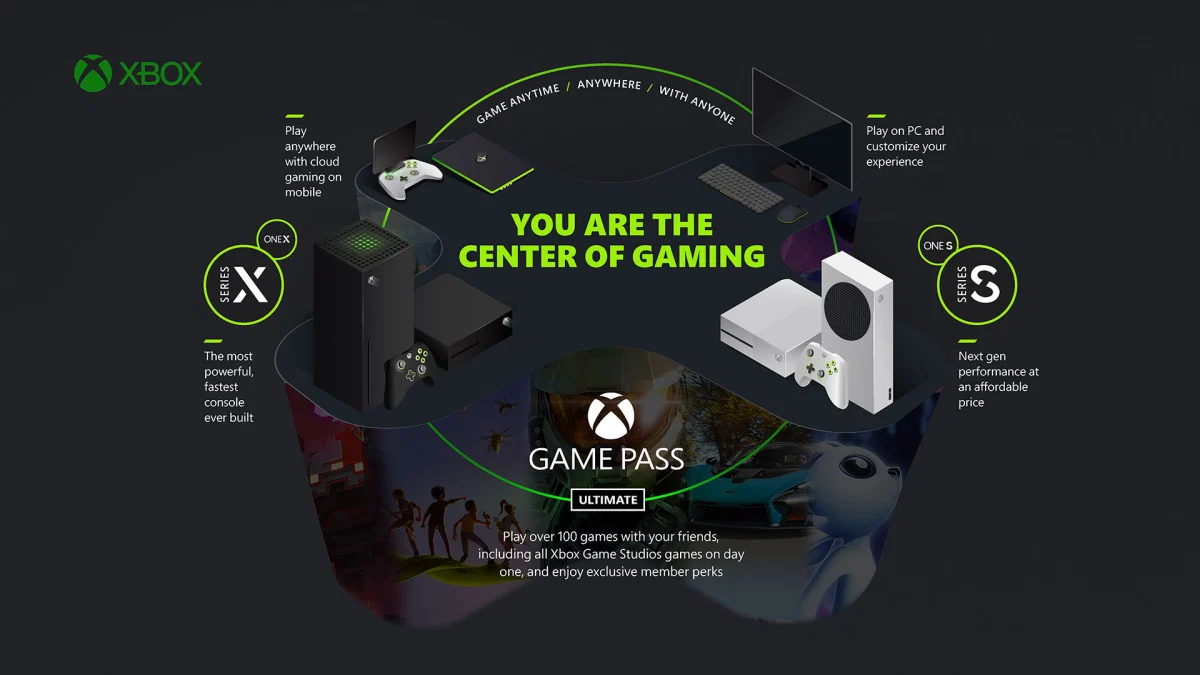 XBOX
GAME ANYTIME / ANYWHERE / WITH ANYONE
Play
anywhere
with cloud
gaming on
mobile
Play on PC and
customize your
experience
YOU ARE THE
CENTER OF GAMING
ONE X
SERIES X
The most
powerful,
fastest
console
ever built
ONE S
SERIES S
Next gen
performance at
an affordable
price
GAME PASS
ULTIMATE
Play over 100 games with your friends,
including all Xbox Game Studios games on day
one, and enjoy exclusive member perks